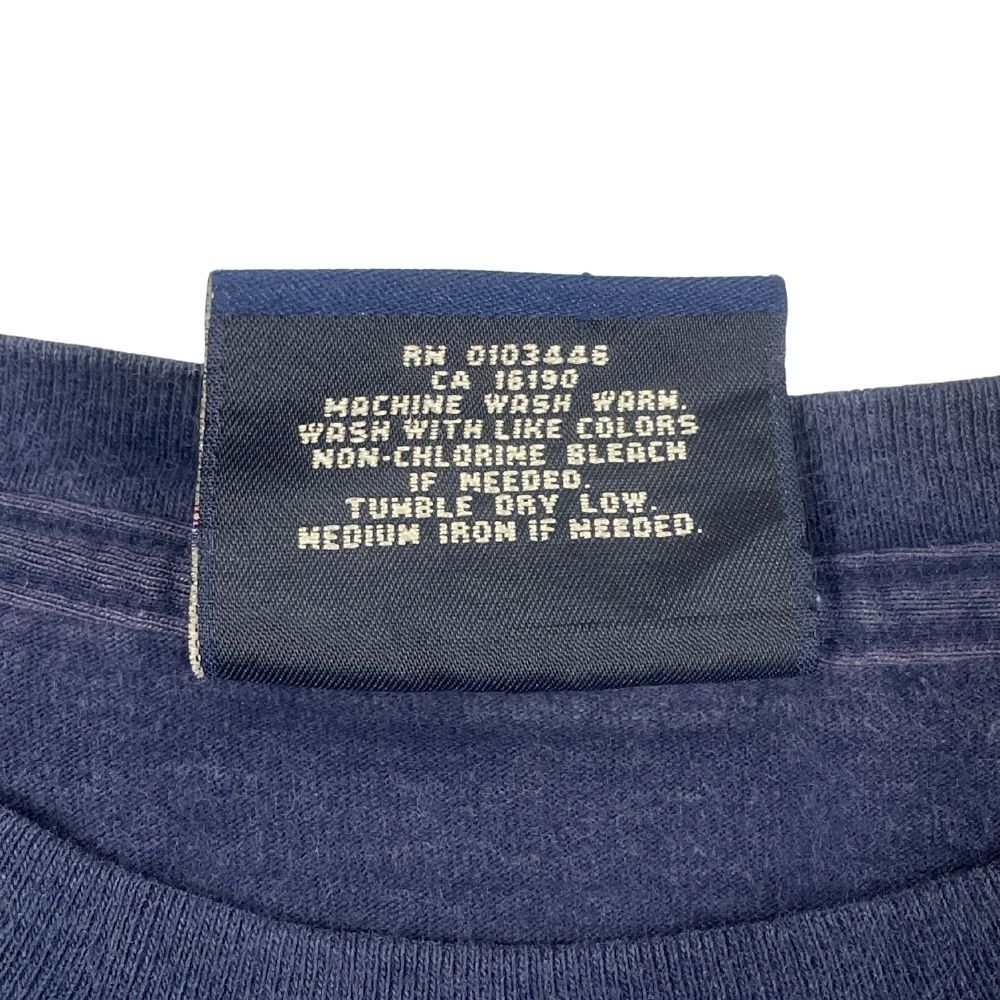 RN 0103446
CA 16190
MACHINE WASH WARM.
WASH WITH LIKE COLORS
NON-CHLORINE BLEACH
IF NEEDED.
TUMBLE DRY LOW.
MEDIUM IRON IF NEEDED.